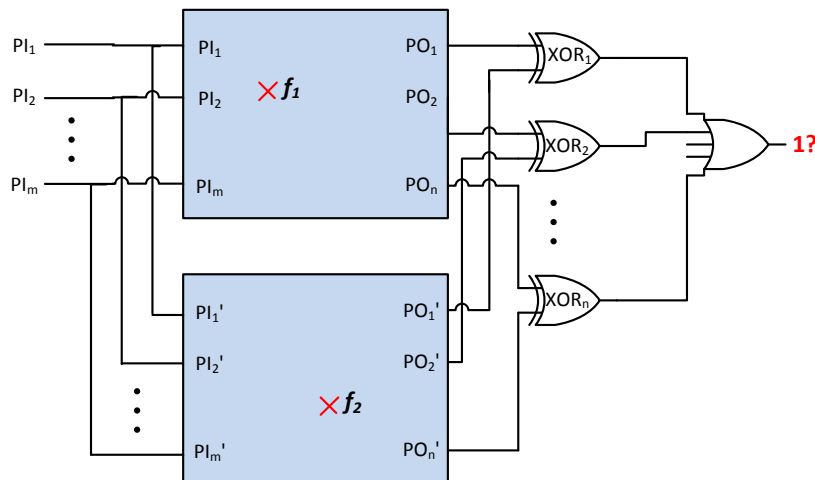 PI₁
PI₂
PIₘ
PI₁
PI₂
PIₘ
f₁
PO₁
PO₂
POₙ
XOR₁
XOR₂
XORₙ
1?
PI₁'
PI₂'
PIₘ'
f₂
PO₁'
PO₂'
POₙ'